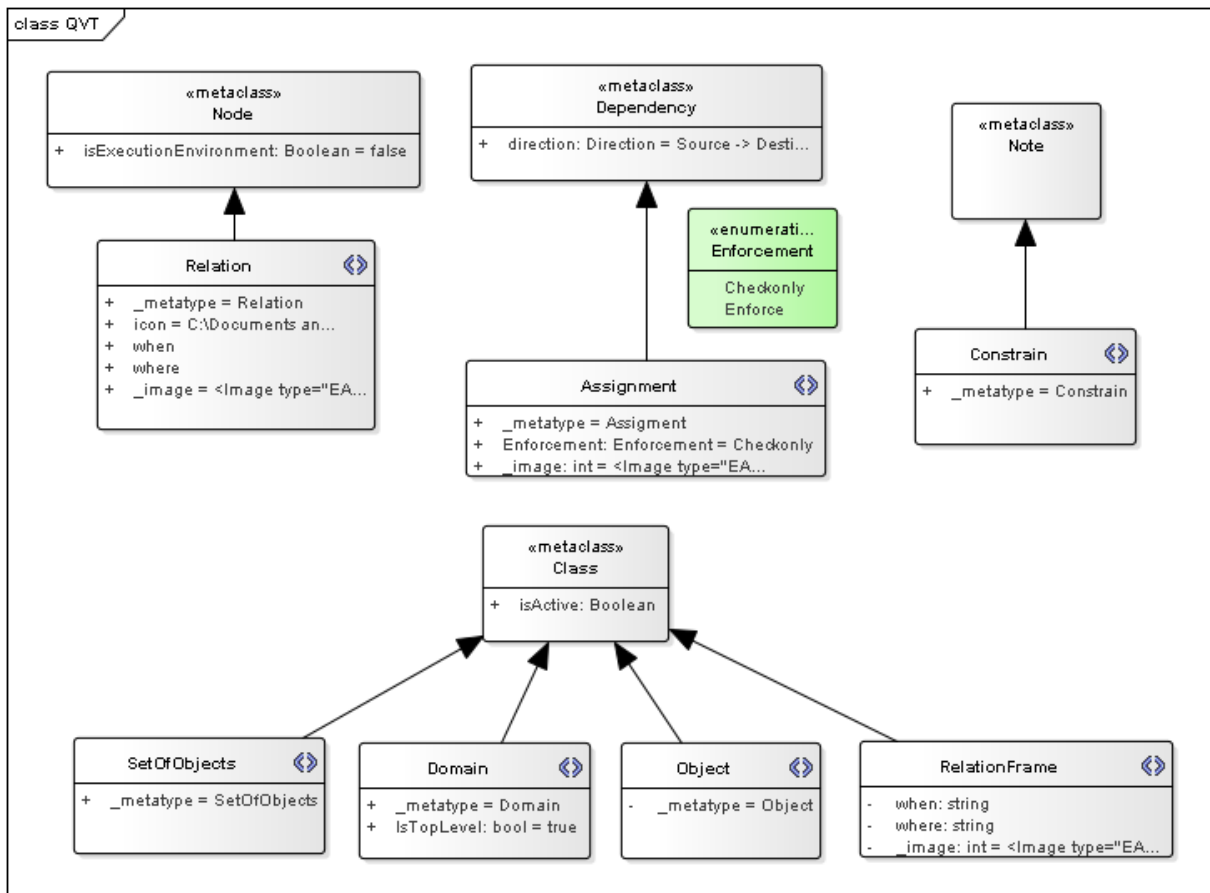 class QVT
«metaclass»
Node
+ isExecutionEnvironment: Boolean = false
«metaclass»
Dependency
+ direction: Direction = Source -> Desti...
«metaclass»
Note
«enumerati...
Enforcement
Checkonly
Enforce
Relation
+ _metatype = Relation
+ icon = C:\Documents an...
+ when
+ where
+ _image = <Image type="EA...
Assignment
+ _metatype = Assigment
+ Enforcement: Enforcement = Checkonly
+ _image: int = <Image type="EA...
Constrain
+ _metatype = Constrain
«metaclass»
Class
+ isActive: Boolean
SetOfObjects
+ _metatype = SetOfObjects
Domain
+ _metatype = Domain
+ IsTopLevel: bool = true
Object
- _metatype = Object
RelationFrame
- when: string
- where: string
- _image: int = <Image type="EA...